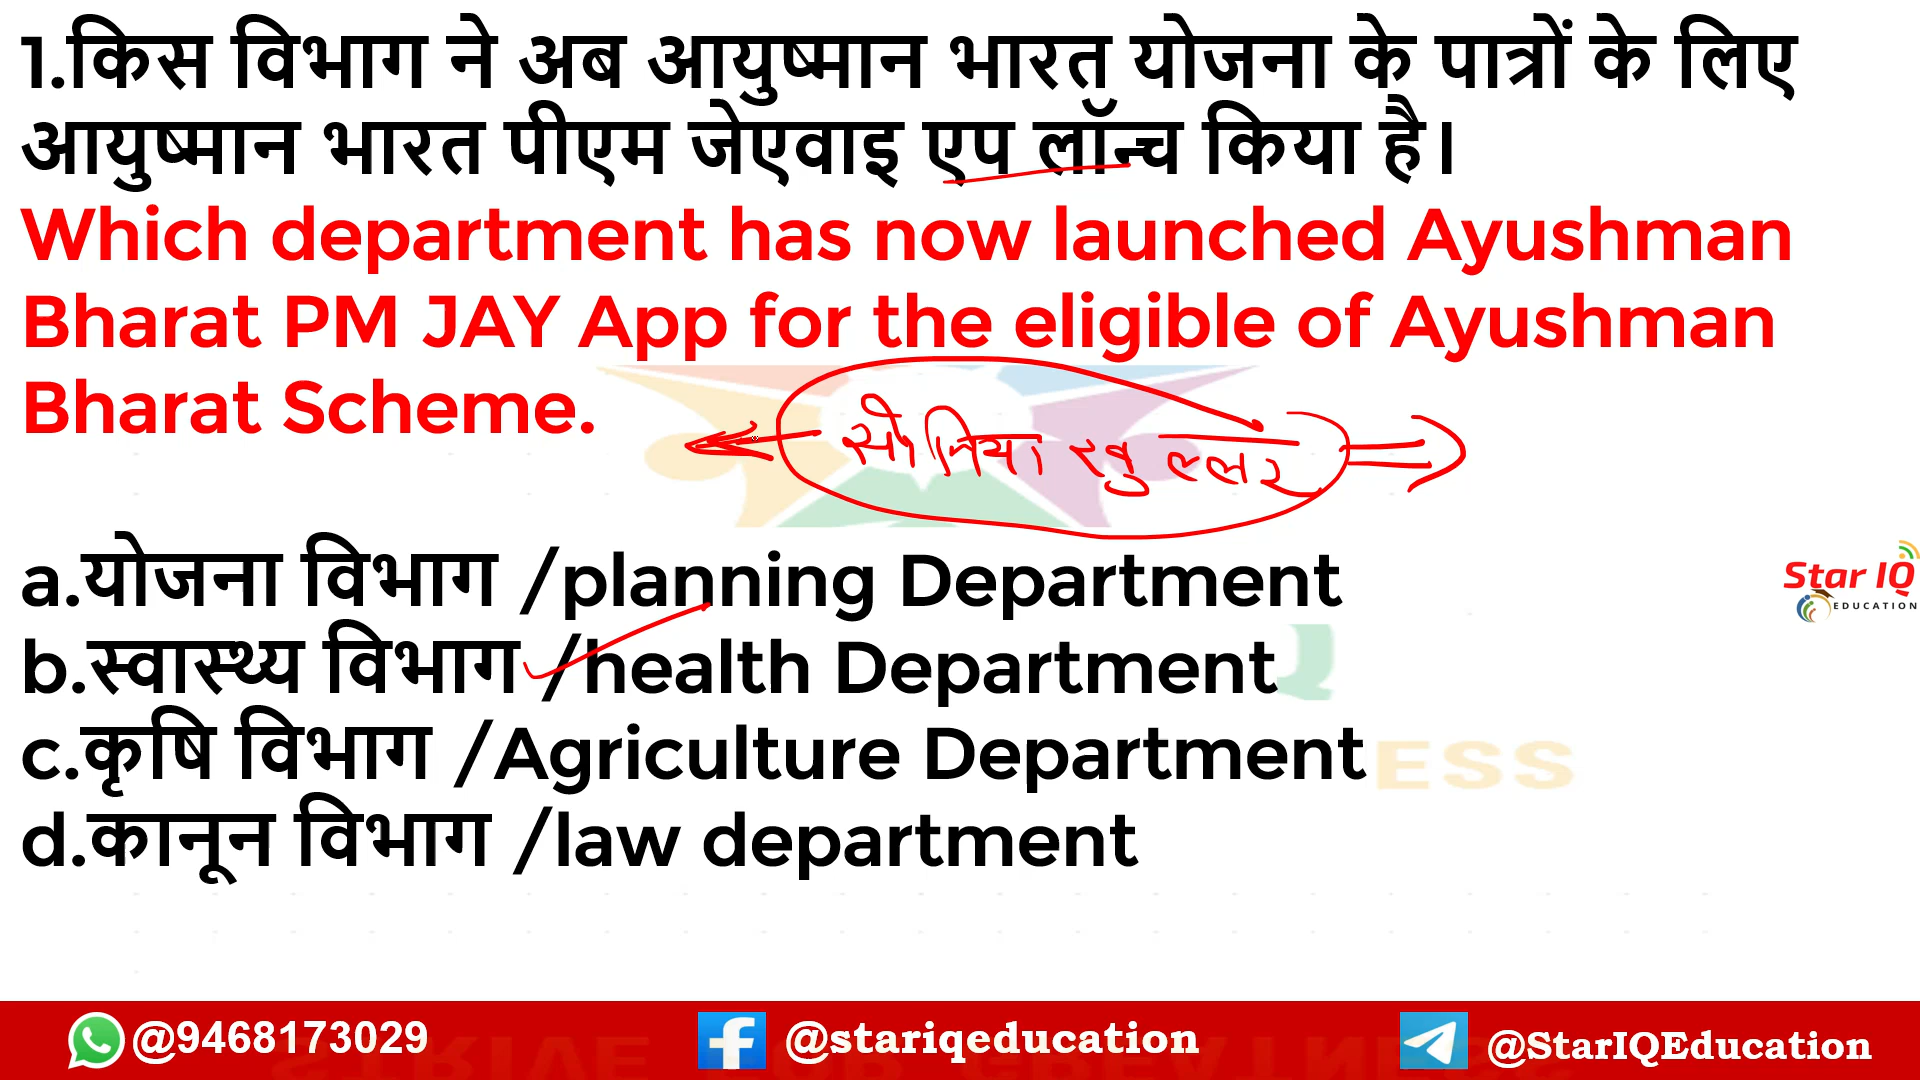 1.किस विभाग ने अब आयुष्मान भारत योजना के पात्रों के लिए
आयुष्मान भारत पीएम जेएवाइ एप लॉन्च किया है।
Which department has now launched Ayushman
Bharat PM JAY App for the eligible of Ayushman
Bharat Scheme.
सोनिया खुल्लर
a.योजना विभाग /planning Department
b.स्वास्थ्य विभाग /health Department
c.कृषि विभाग /Agriculture Department
d.कानून विभाग /law department
Star IQ
EDUCATION
ESS
@9468173029
@stariqeducation
@StarIQEducation